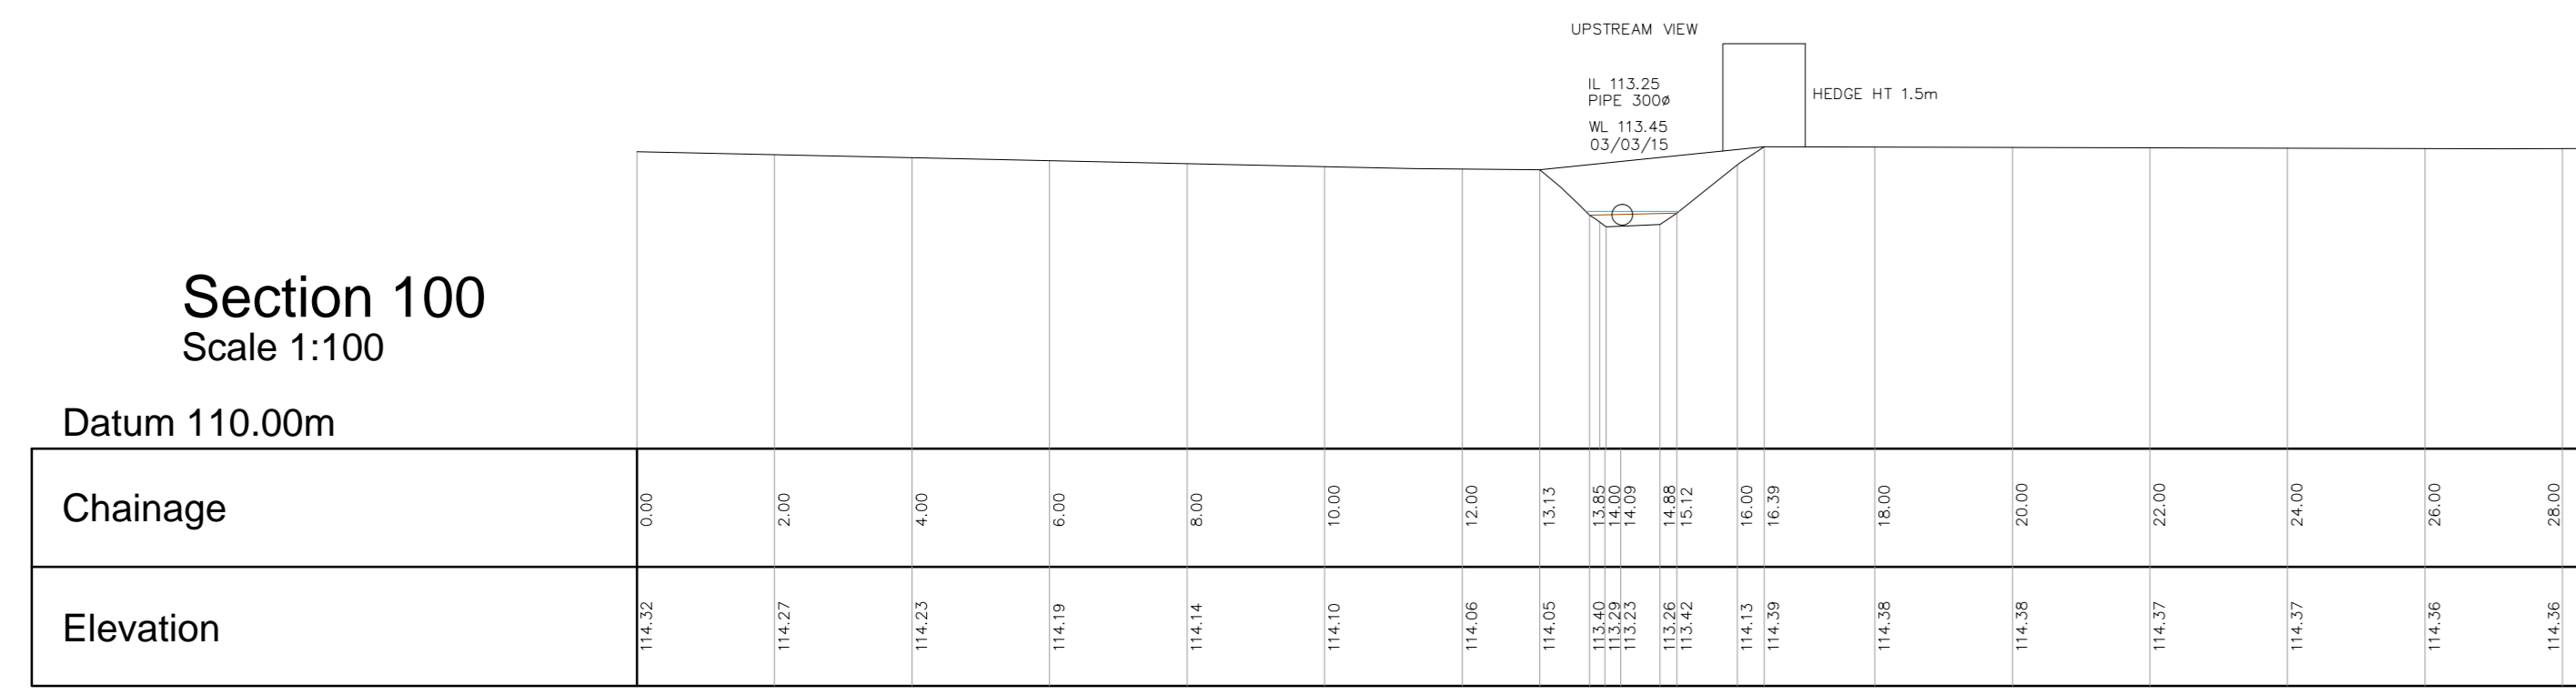 UPSTREAM VIEW
IL 113.25
PIPE 300ø
HEDGE HT 1.5m
WL 113.45
03/03/15
Section 100
Scale 1:100
Datum 110.00m
Chainage 0.00 2.00 4.00 6.00 8.00 10.00 12.00 13.13 13.85 14.00 14.09 14.88 15.12 16.00 16.39 18.00 20.00 22.00 24.00 26.00 28.00
Elevation 114.32 114.27 114.23 114.19 114.14 114.10 114.06 114.05 113.40 113.29 113.23 113.26 113.42 114.13 114.39 114.38 114.38 114.37 114.37 114.36 114.36